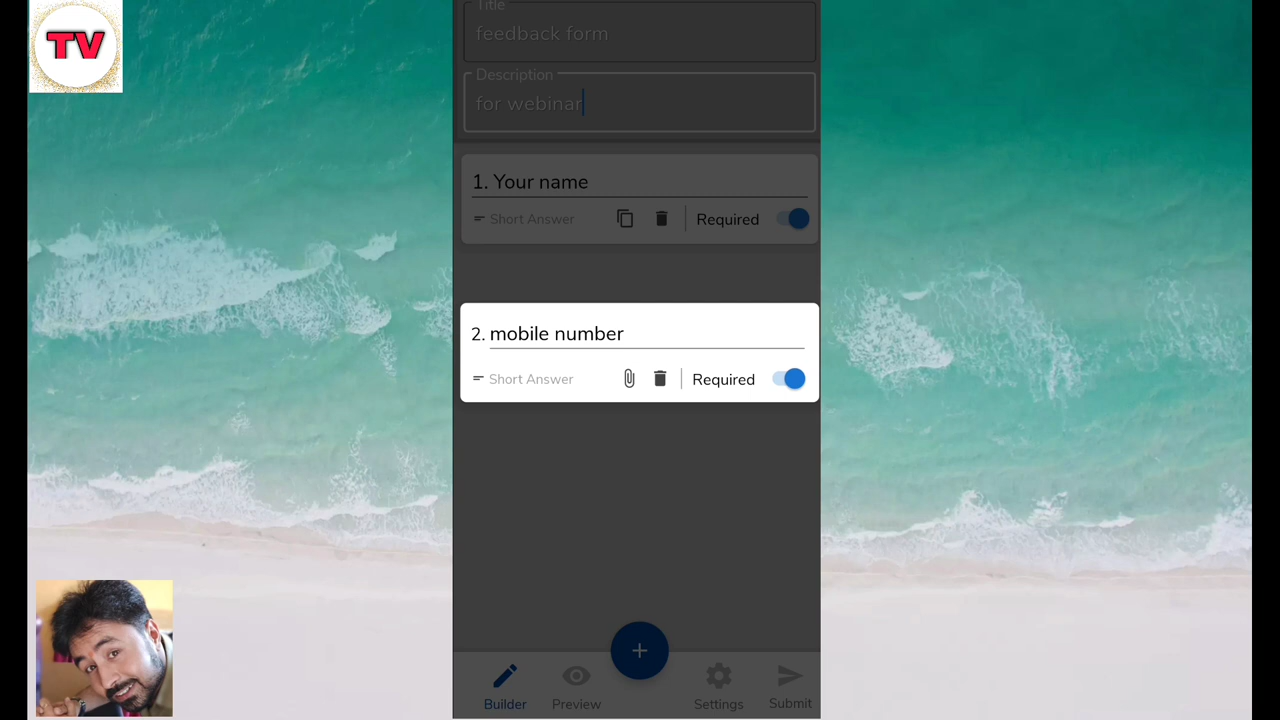 TV
Title
feedback form
Description
for webinar
1. Your name
Short Answer
Required
2. mobile number
Short Answer
Required
+
Builder
Preview
Settings
Submit